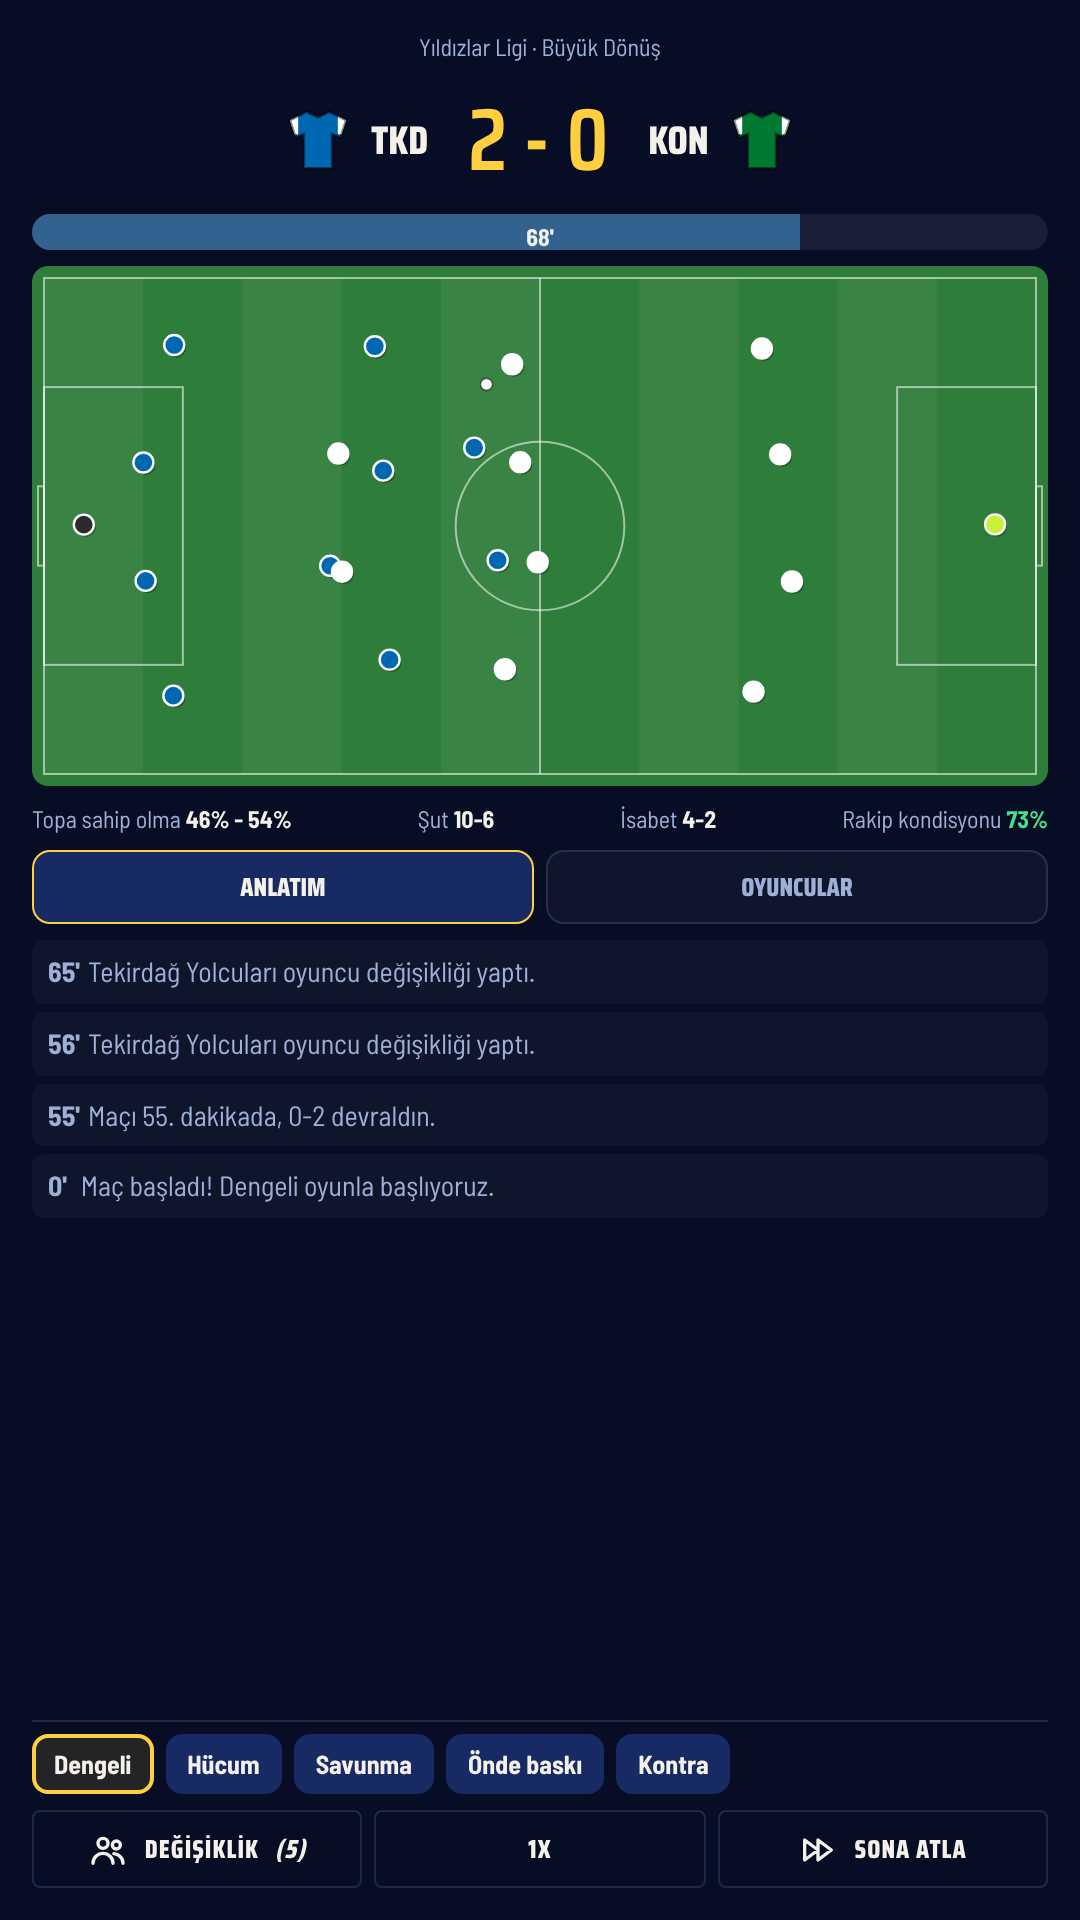 Yıldızlar Ligi · Büyük Dönüş
TKD 2 - 0 KON
68'
Topa sahip olma 46% - 54% Şut 10-6 İsabet 4-2 Rakip kondisyonu 73%
ANLATIM OYUNCULAR
65' Tekirdağ Yolcuları oyuncu değişikliği yaptı.
56' Tekirdağ Yolcuları oyuncu değişikliği yaptı.
55' Maçı 55. dakikada, 0-2 devraldın.
0' Maç başladı! Dengeli oyunla başlıyoruz.
Dengeli Hücum Savunma Önde baskı Kontra
DEĞİŞİKLİK (5) 1X SONA ATLA